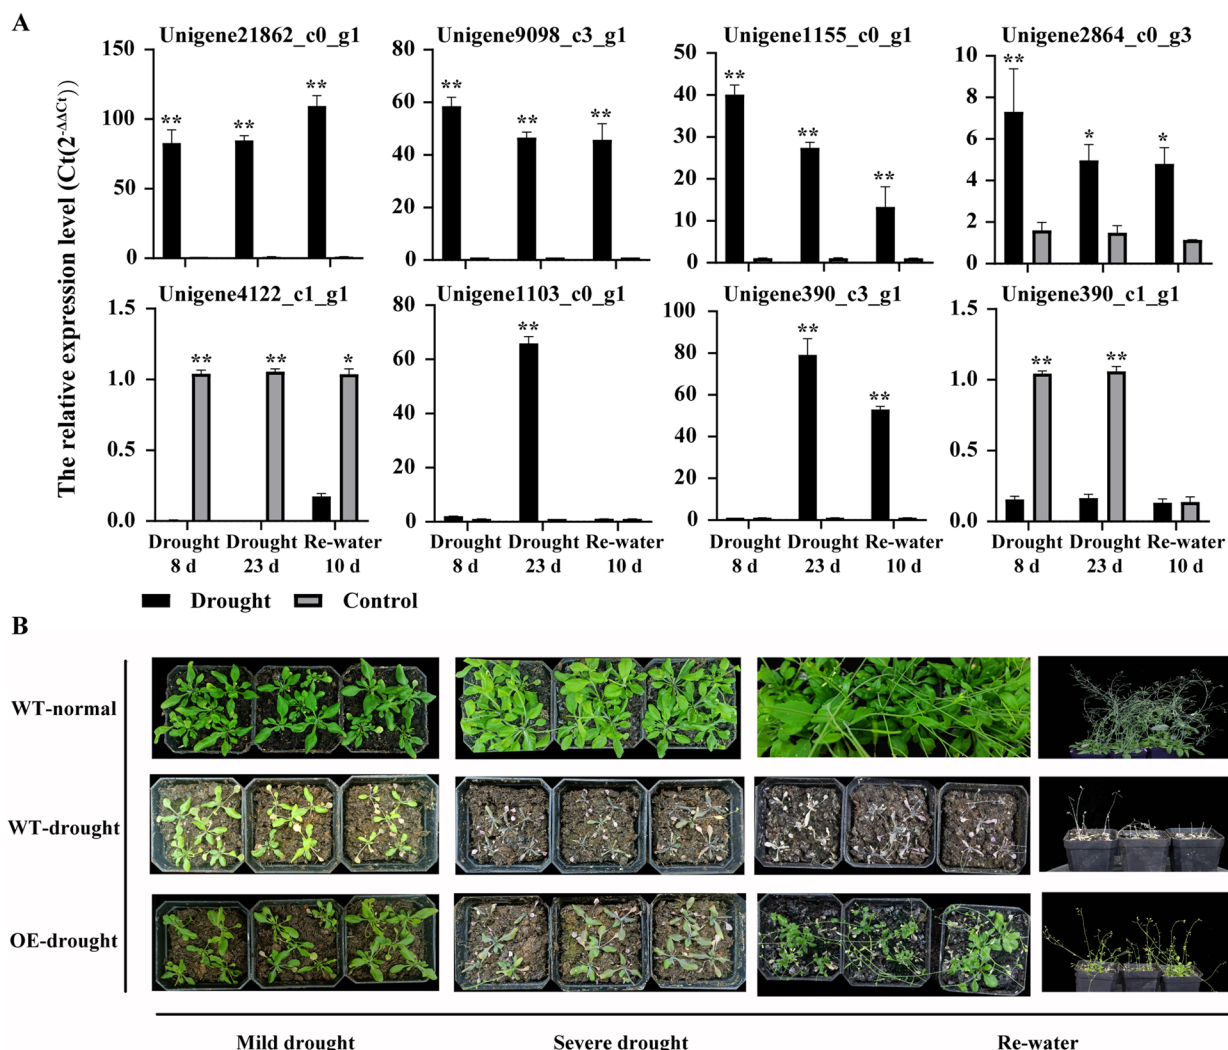 A
Unigene21862_c0_g1
Unigene9098_c3_g1
Unigene1155_c0_g1
Unigene2864_c0_g3
The relative expression level (Ct(2^-ΔΔCt))
150
100
50
0
**
**
**
80
60
40
20
0
**
**
**
50
40
30
20
10
0
**
**
**
10
8
6
4
2
0
**
*
*
Unigene4122_c1_g1
Unigene1103_c0_g1
Unigene390_c3_g1
Unigene390_c1_g1
1.5
1.0
0.5
0.0
**
**
*
80
60
40
20
0
**
100
80
60
40
20
0
**
**
1.5
1.0
0.5
0.0
**
**
Drought Drought Re-water
8 d 23 d 10 d
Drought Drought Re-water
8 d 23 d 10 d
Drought Drought Re-water
8 d 23 d 10 d
Drought Drought Re-water
8 d 23 d 10 d
Drought Control
B
WT-normal
WT-drought
OE-drought
Mild drought Severe drought Re-water